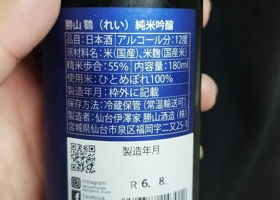 勝山 鴒（れい）純米吟醸
品目:日本酒 アルコール分:12度
原材料名:米(国産)、米麹(国産米)
精米歩合:55% 内容量:180ml
使用米:ひとめぼれ100%
製造年月:枠外に記載
保存方法:冷蔵保管(常温輸送可)
製造者:仙台伊澤家 勝山酒造(株)
宮城県仙台市泉区福岡字二又25-1
製造年月
R 6. 8.
Instagram
Facebook